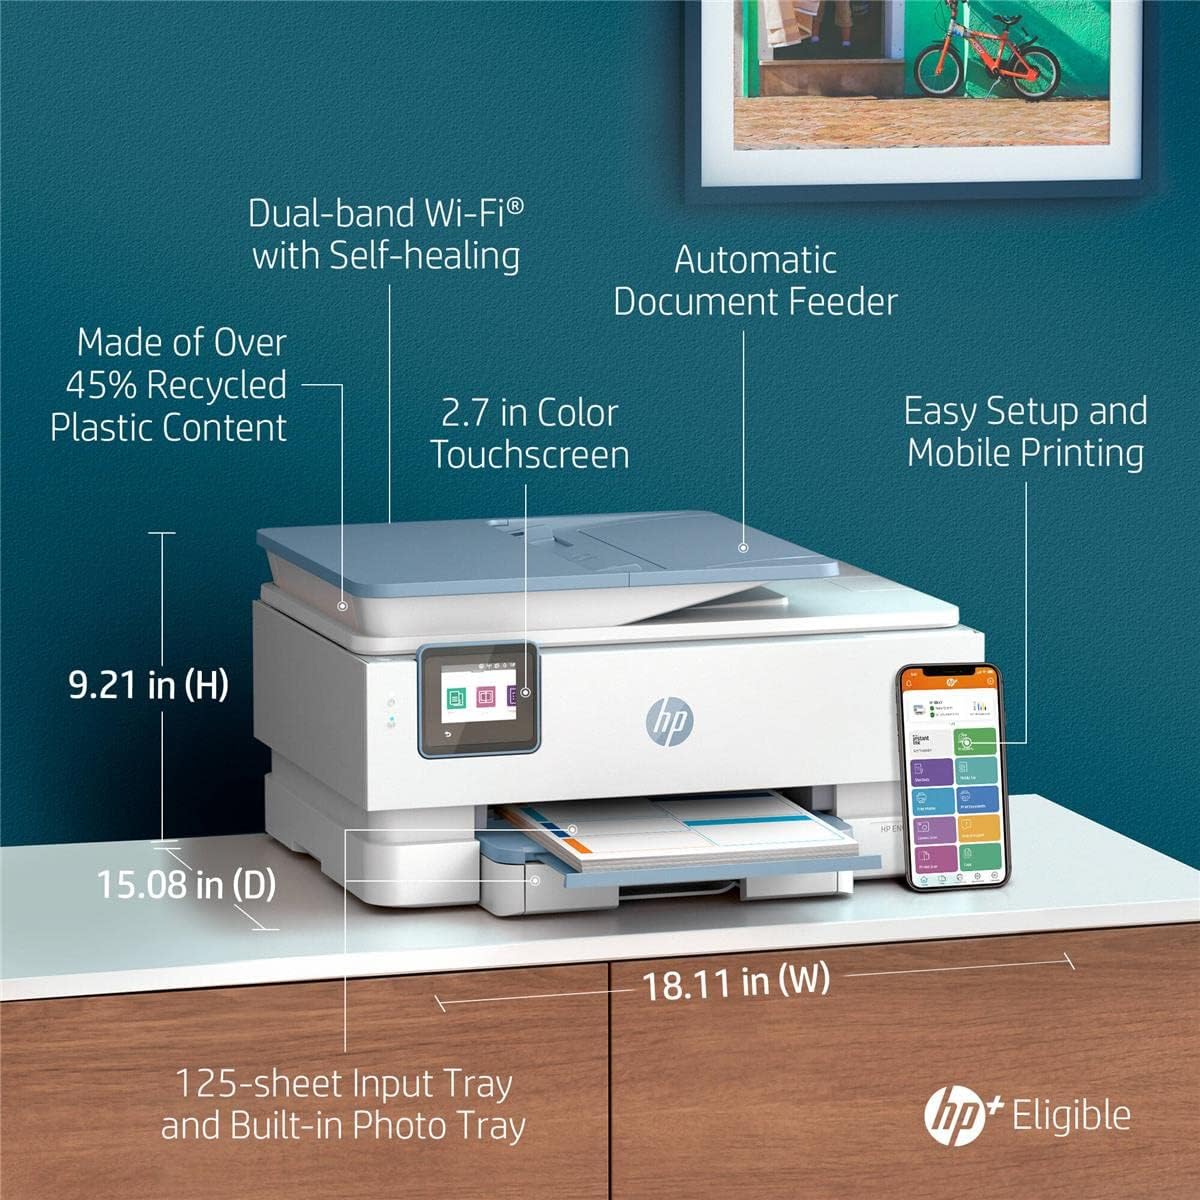 Dual-band Wi-Fi®
with Self-healing
Automatic
Document Feeder
Made of Over
45% Recycled
Plastic Content
2.7 in Color
Touchscreen
Easy Setup and
Mobile Printing
9.21 in (H)
hp
HP EN
15.08 in (D)
18.11 in (W)
125-sheet Input Tray
and Built-in Photo Tray
hp+ Eligible